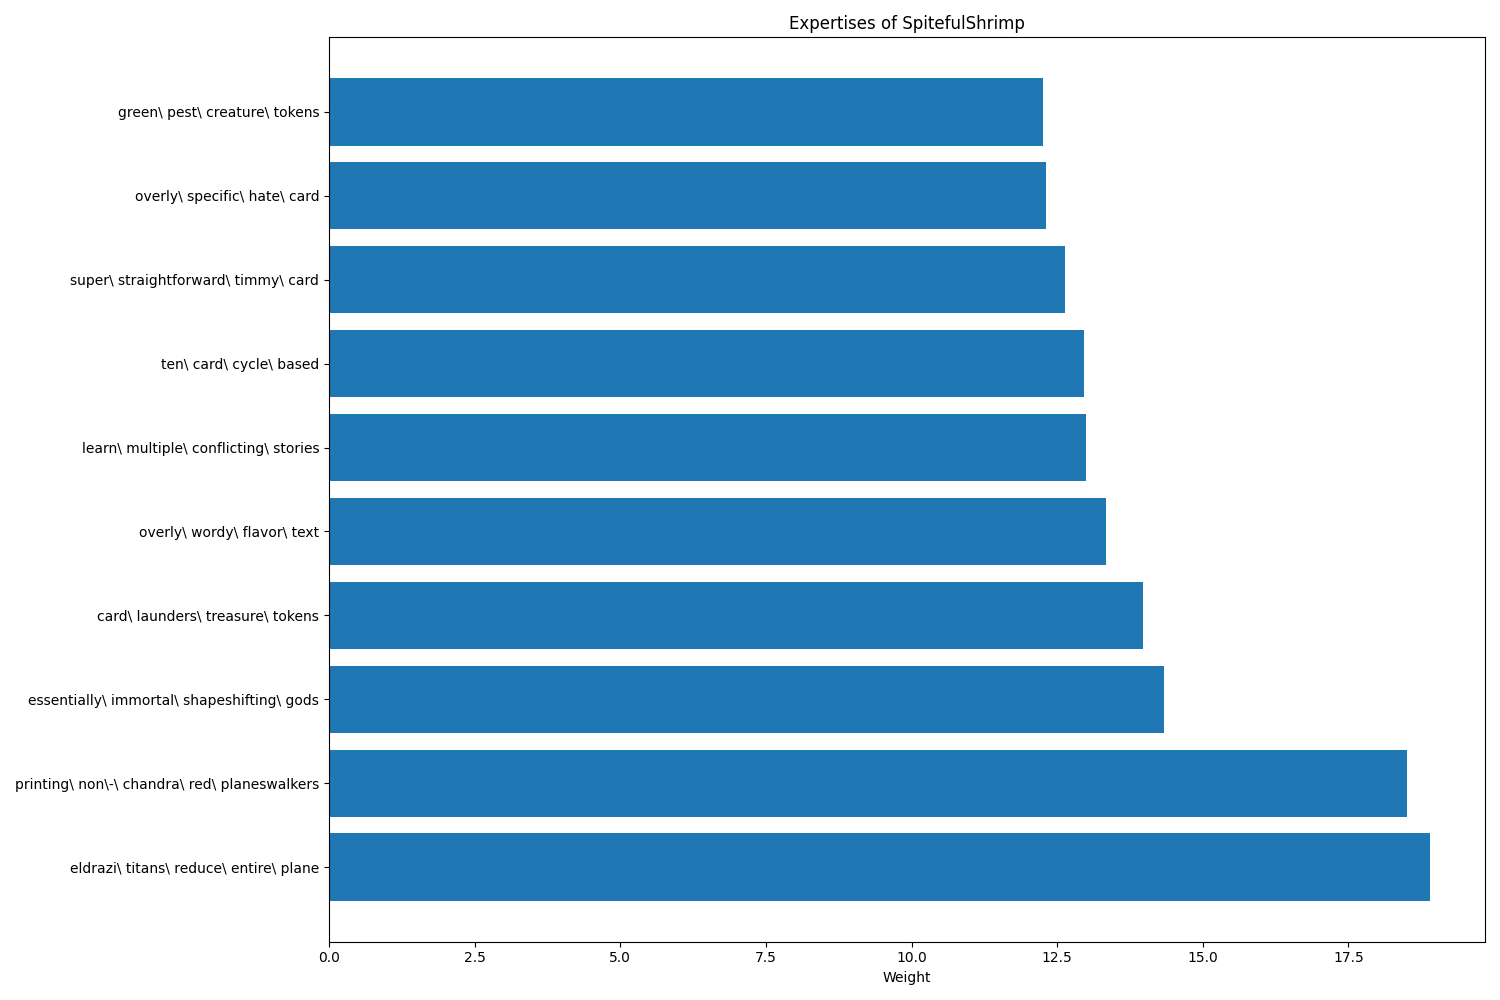 Expertises of SpitefulShrimp
green\ pest\ creature\ tokens
overly\ specific\ hate\ card
super\ straightforward\ timmy\ card
ten\ card\ cycle\ based
learn\ multiple\ conflicting\ stories
overly\ wordy\ flavor\ text
card\ launders\ treasure\ tokens
essentially\ immortal\ shapeshifting\ gods
printing\ non\-\ chandra\ red\ planeswalkers
eldrazi\ titans\ reduce\ entire\ plane
0.0 2.5 5.0 7.5 10.0 12.5 15.0 17.5
Weight